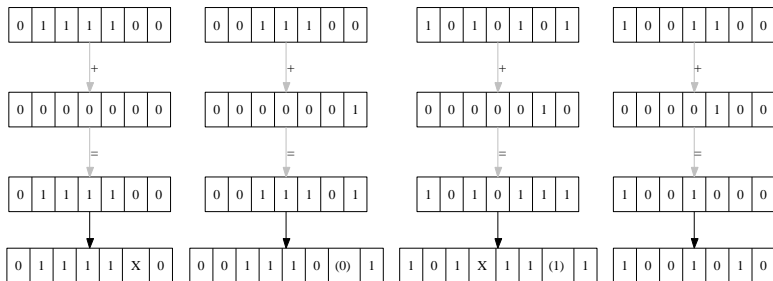 0 1 1 1 1 0 0 0 0 1 1 1 0 0 1 0 1 0 1 0 1 1 0 0 1 1 0 0
+ + + +
0 0 0 0 0 0 0 0 0 0 0 0 0 1 0 0 0 0 0 1 0 0 0 0 0 1 0 0
= = = =
0 1 1 1 1 0 0 0 0 1 1 1 0 1 1 0 1 0 1 1 1 1 0 0 1 0 0 0
0 1 1 1 1 X 0 0 0 1 1 1 0 (0) 1 1 0 1 X 1 1 (1) 1 1 0 0 1 0 1 0